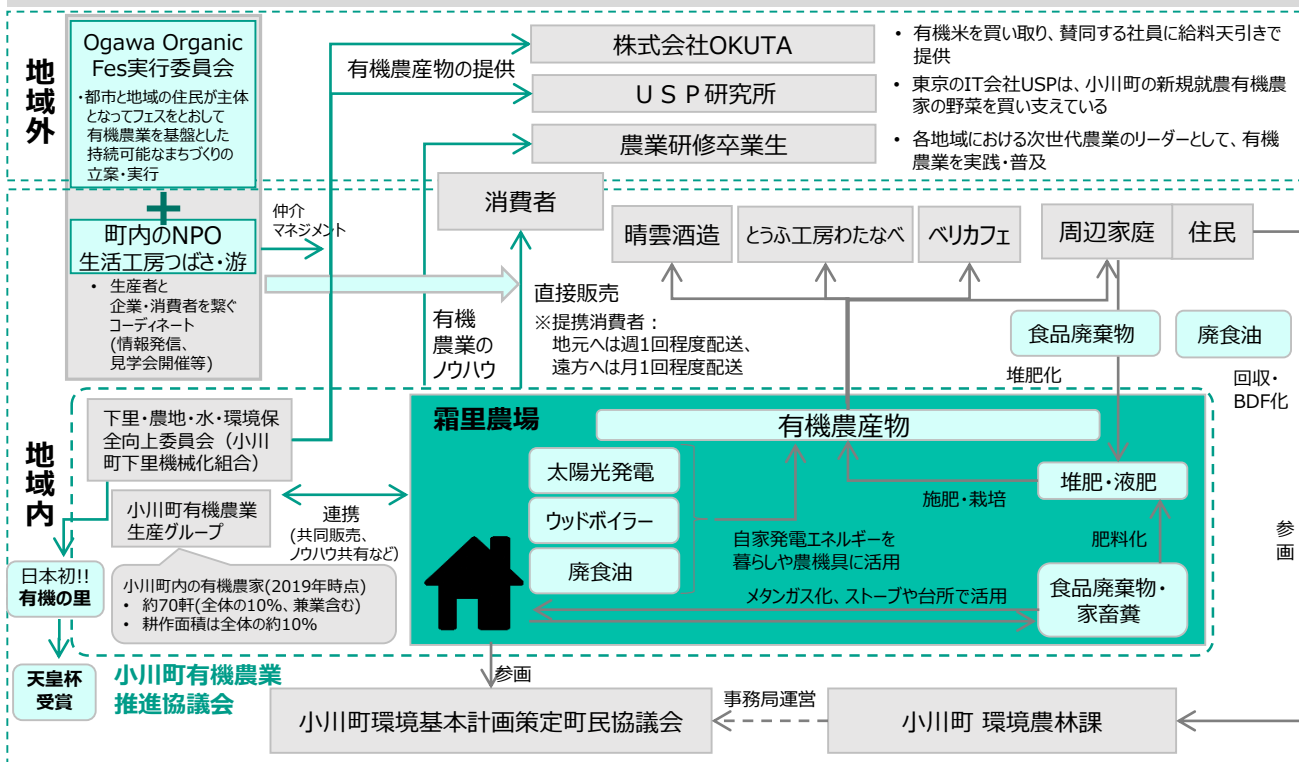 地域外
Ogawa Organic
Fes実行委員会
・都市と地域の住民が主体
となってフェスをとおして
有機農業を基盤とした
持続可能なまちづくりの
立案・実行
有機農産物の提供
株式会社OKUTA
• 有機米を買い取り、賛同する社員に給料天引きで
提供
ＵＳＰ研究所
• 東京のIT会社USPは、小川町の新規就農有機農
家の野菜を買い支えている
農業研修卒業生
• 各地域における次世代農業のリーダーとして、有機
農業を実践・普及
地域内
町内のNPO
生活工房つばさ・游
• 生産者と
企業・消費者を繋ぐ
コーディネート
(情報発信、
見学会開催等)
仲介
マネジメント
消費者
晴雲酒造
とうふ工房わたなべ
ベリカフェ
周辺家庭
住民
有機
農業の
ノウハウ
直接販売
※提携消費者：
地元へは週1回程度配送、
遠方へは月1回程度配送
食品廃棄物
廃食油
堆肥化
回収・
BDF化
下里・農地・水・環境保
全向上委員会（小川
町下里機械化組合）
小川町有機農業
生産グループ
連携
(共同販売、
ノウハウ共有など)
小川町内の有機農家(2019年時点)
• 約70軒(全体の10%、兼業含む)
• 耕作面積は全体の約10%
日本初!!
有機の里
天皇杯
受賞
小川町有機農業
推進協議会
霜里農場
有機農産物
太陽光発電
ウッドボイラー
廃食油
自家発電エネルギーを
暮らしや農機具に活用
施肥・栽培
堆肥・液肥
肥料化
食品廃棄物・
家畜糞
メタンガス化、ストーブや台所で活用
参画
参画
小川町環境基本計画策定町民協議会
事務局運営
小川町 環境農林課